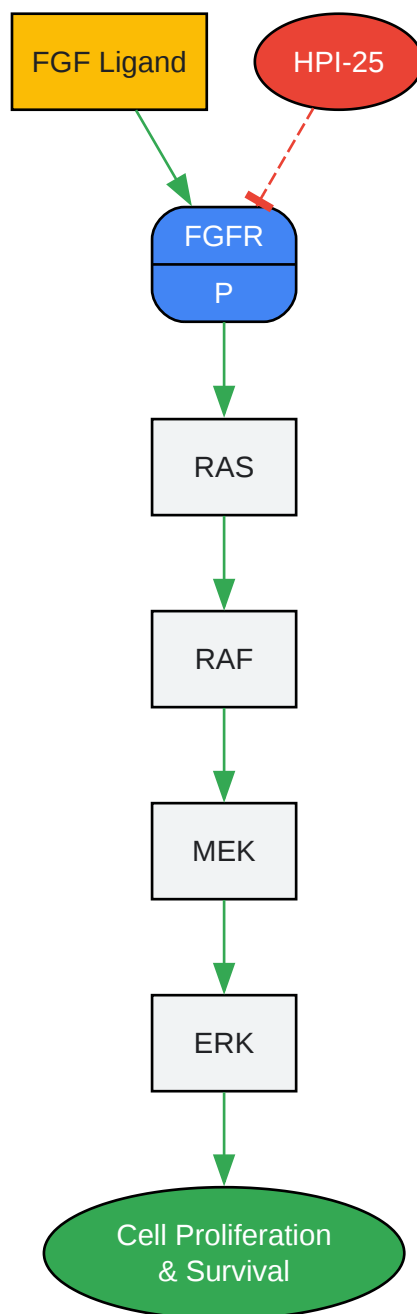 FGF Ligand
HPI-25
FGFR
P
RAS
RAF
MEK
ERK
Cell Proliferation
& Survival